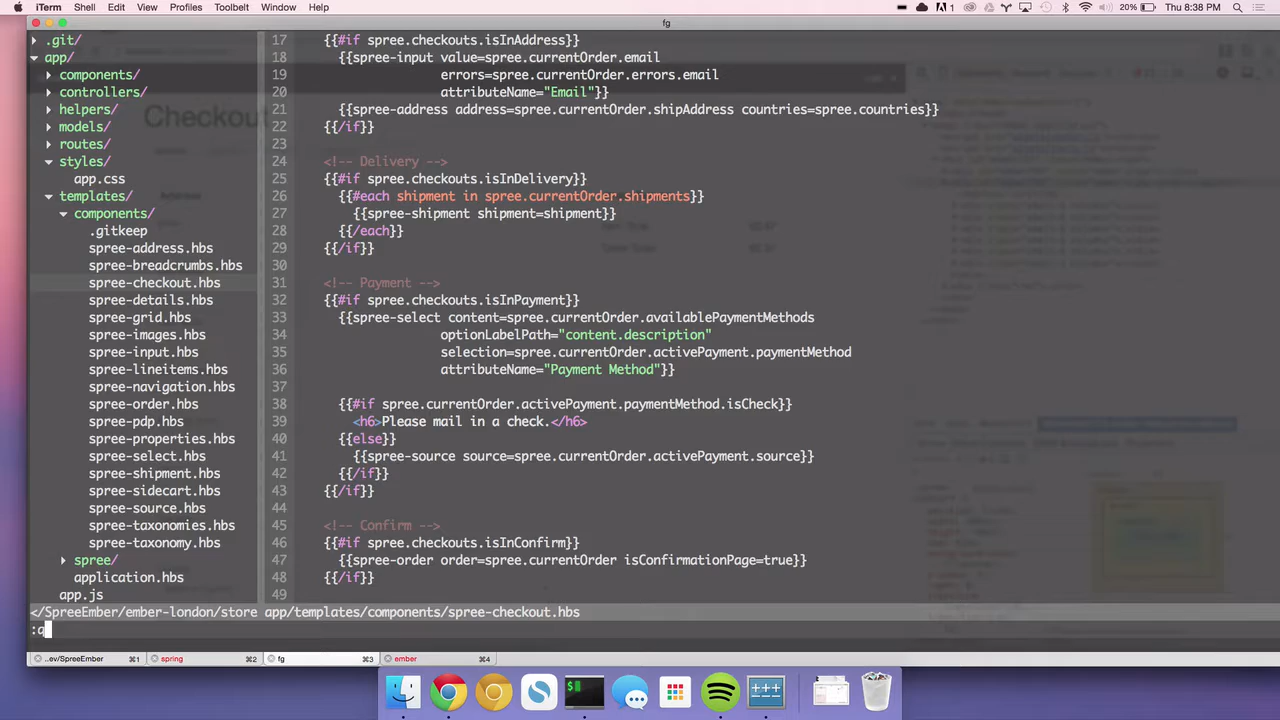 iTerm Shell Edit View Profiles Toolbelt Window Help 1 20% Thu 8:38 PM
fg
.git/
app/
components/
controllers/
helpers/
models/
routes/
styles/
app.css
templates/
components/
.gitkeep
spree-address.hbs
spree-breadcrumbs.hbs
spree-checkout.hbs
spree-details.hbs
spree-grid.hbs
spree-images.hbs
spree-input.hbs
spree-lineitems.hbs
spree-navigation.hbs
spree-order.hbs
spree-pdp.hbs
spree-properties.hbs
spree-select.hbs
spree-shipment.hbs
spree-sidecart.hbs
spree-source.hbs
spree-taxonomies.hbs
spree-taxonomy.hbs
spree/
application.hbs
app.js
Checkout
17 {{#if spree.checkouts.isInAddress}}
18 {{spree-input value=spree.currentOrder.email
19 errors=spree.currentOrder.errors.email
20 attributeName="Email"}}
21 {{spree-address address=spree.currentOrder.shipAddress countries=spree.countries}}
22 {{/if}}
23
24 <!-- Delivery -->
25 {{#if spree.checkouts.isInDelivery}}
26 {{#each shipment in spree.currentOrder.shipments}}
27 {{spree-shipment shipment=shipment}}
28 {{/each}}
29 {{/if}}
30
31 <!-- Payment -->
32 {{#if spree.checkouts.isInPayment}}
33 {{spree-select content=spree.currentOrder.availablePaymentMethods
34 optionLabelPath="content.description"
35 selection=spree.currentOrder.activePayment.paymentMethod
36 attributeName="Payment Method"}}
37
38 {{#if spree.currentOrder.activePayment.paymentMethod.isCheck}}
39 <h6>Please mail in a check.</h6>
40 {{else}}
41 {{spree-source source=spree.currentOrder.activePayment.source}}
42 {{/if}}
43 {{/if}}
44
45 <!-- Confirm -->
46 {{#if spree.checkouts.isInConfirm}}
47 {{spree-order order=spree.currentOrder isConfirmationPage=true}}
48 {{/if}}
49
</SpreeEmber/ember-london/store app/templates/components/spree-checkout.hbs
:q
..ev/SpreeEmber ⌘1 spring ⌘2 fg ⌘3 ember ⌘4